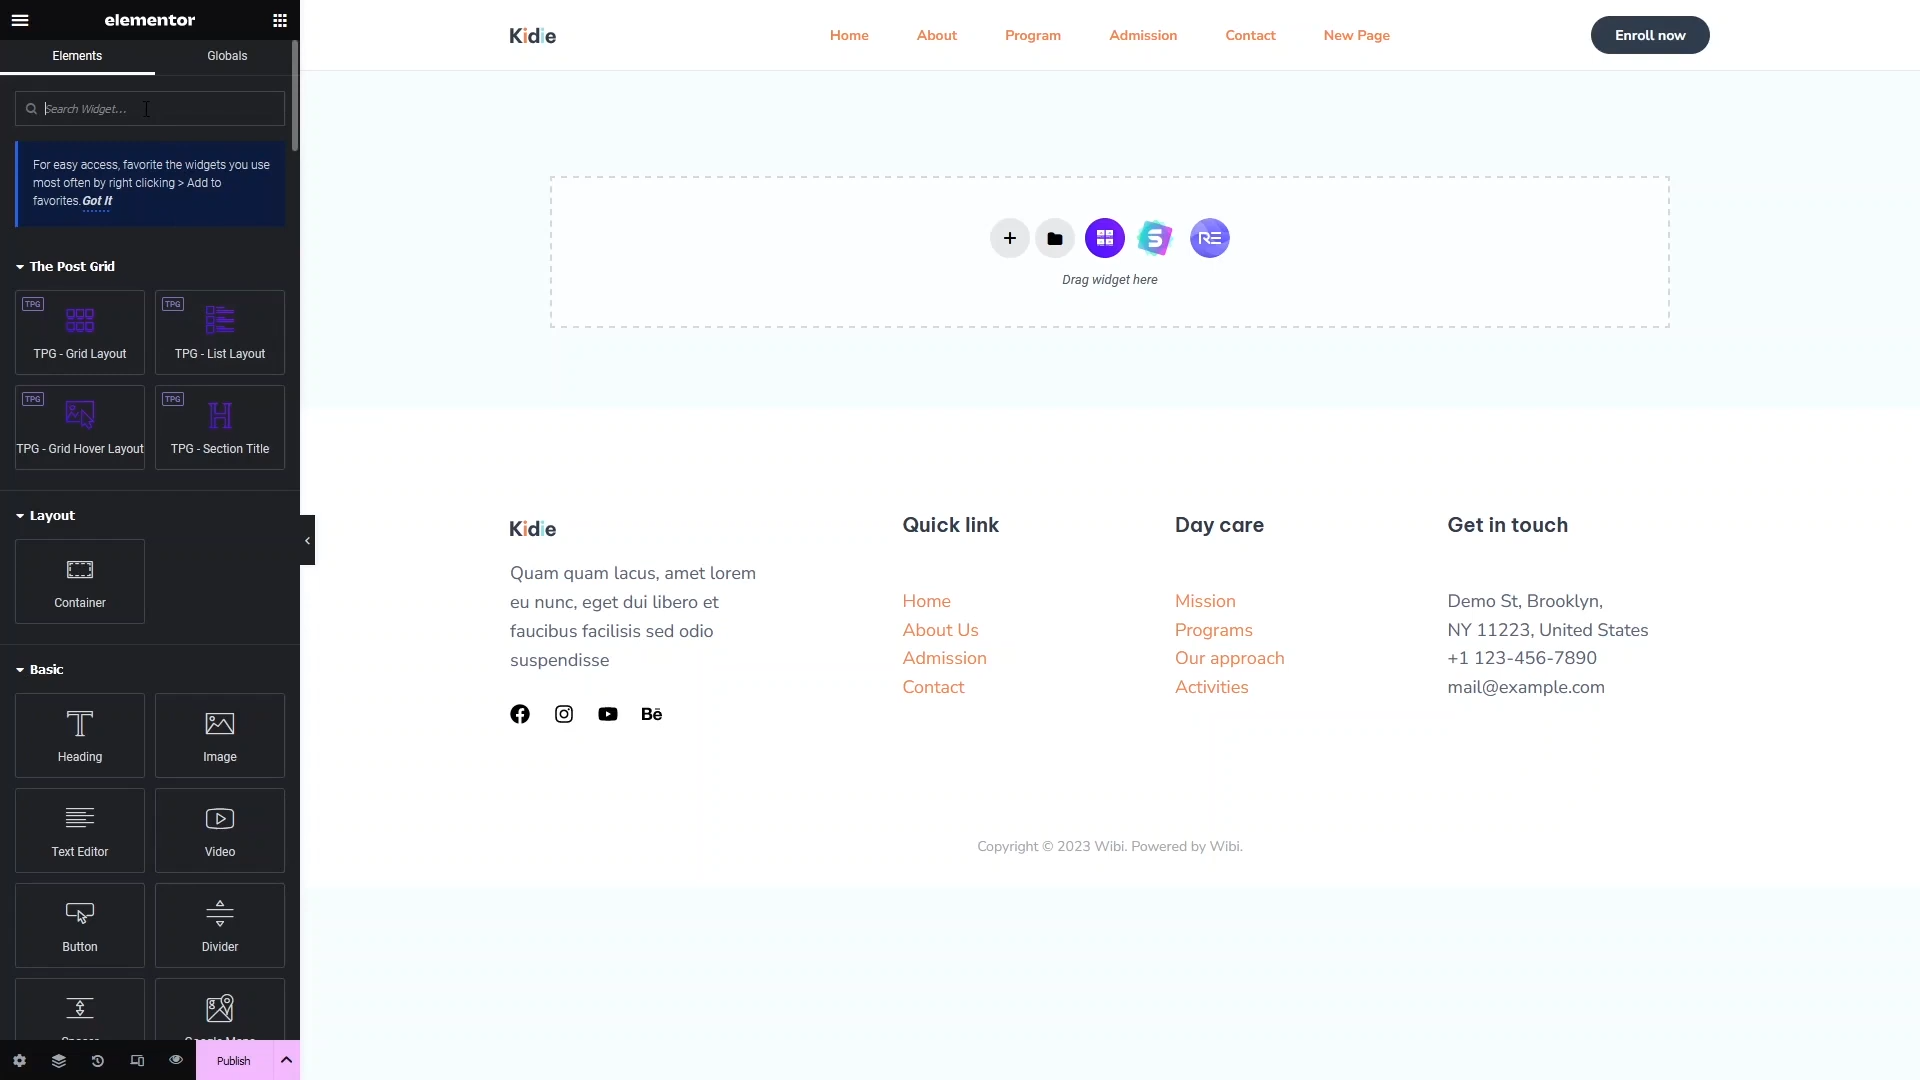 elementor
Elements
Globals
Search Widget...
For easy access, favorite the widgets you use
most often by right clicking > Add to
favorites. Got It
The Post Grid
TPG
TPG - Grid Layout
TPG
TPG - List Layout
TPG
TPG - Grid Hover Layout
TPG
TPG - Section Title
Layout
Container
Basic
Heading
Image
Text Editor
Video
Button
Divider
Publish
Kidie
Home
About
Program
Admission
Contact
New Page
Enroll now
S
RE
Drag widget here
Kidie
Quam quam lacus, amet lorem
eu nunc, eget dui libero et
faucibus facilisis sed odio
suspendisse
Bē
Quick link
Home
About Us
Admission
Contact
Day care
Mission
Programs
Our approach
Activities
Get in touch
Demo St, Brooklyn,
NY 11223, United States
+1 123-456-7890
mail@example.com
Copyright © 2023 Wibi. Powered by Wibi.